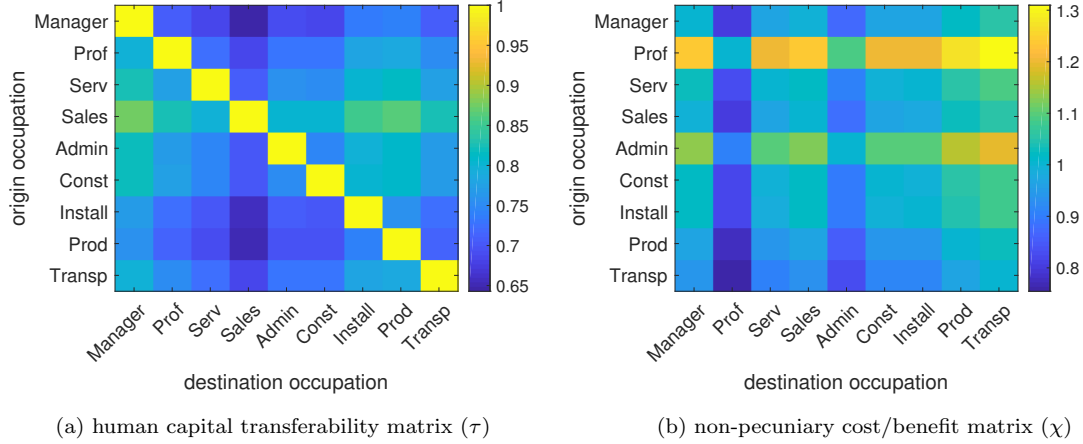 Manager
Prof
Serv
Sales
Admin
Const
Install
Prod
Transp
origin occupation
Manager
Prof
Serv
Sales
Admin
Const
Install
Prod
Transp
destination occupation
1
0.95
0.9
0.85
0.8
0.75
0.7
0.65
(a) human capital transferability matrix (τ)
Manager
Prof
Serv
Sales
Admin
Const
Install
Prod
Transp
origin occupation
Manager
Prof
Serv
Sales
Admin
Const
Install
Prod
Transp
destination occupation
1.3
1.2
1.1
1
0.9
0.8
(b) non-pecuniary cost/benefit matrix (χ)